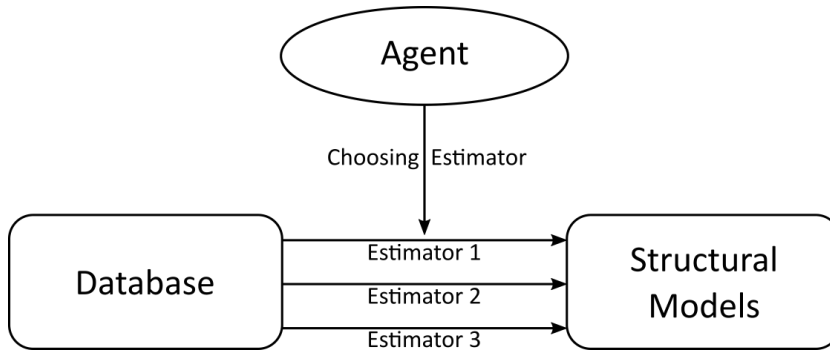 Agent
Choosing Estimator
Estimator 1
Database
Estimator 2
Estimator 3
Structural
Models